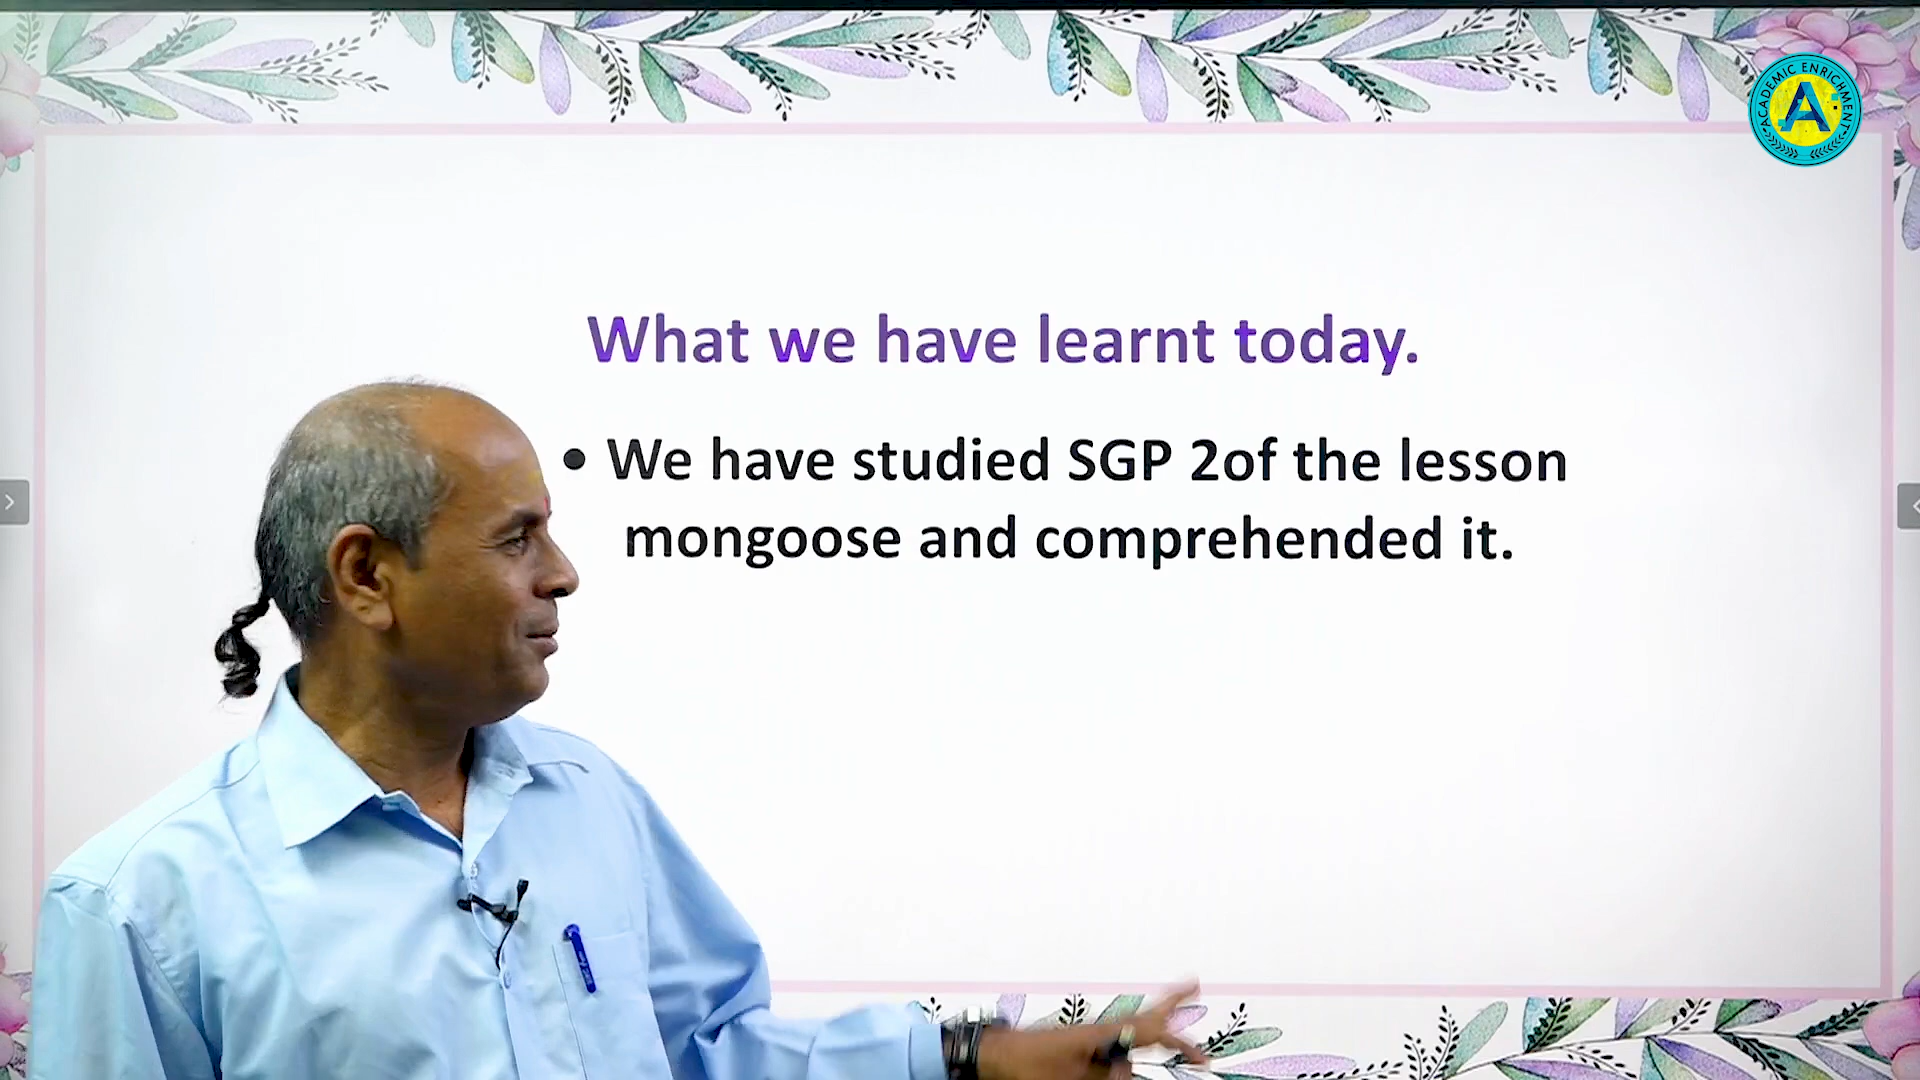 ACADEMIC ENRICHMENT
A
What we have learnt today.
• We have studied SGP 2of the lesson
mongoose and comprehended it.